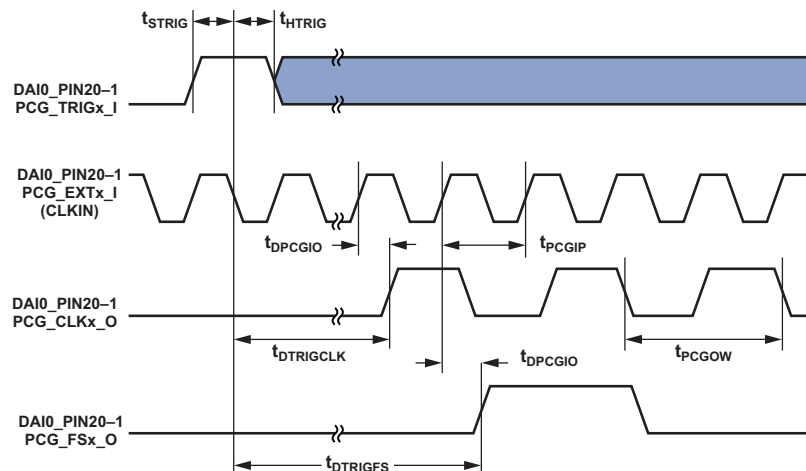 tSTRIG tHTRIG
DAI0_PIN20–1
PCG_TRIGx_I
DAI0_PIN20–1
PCG_EXTx_I
(CLKIN)
tDPCGIO tPCGIP
DAI0_PIN20–1
PCG_CLKx_O
tDTRIGCLK tDPCGIO tPCGOW
DAI0_PIN20–1
PCG_FSx_O
tDTRIGFS